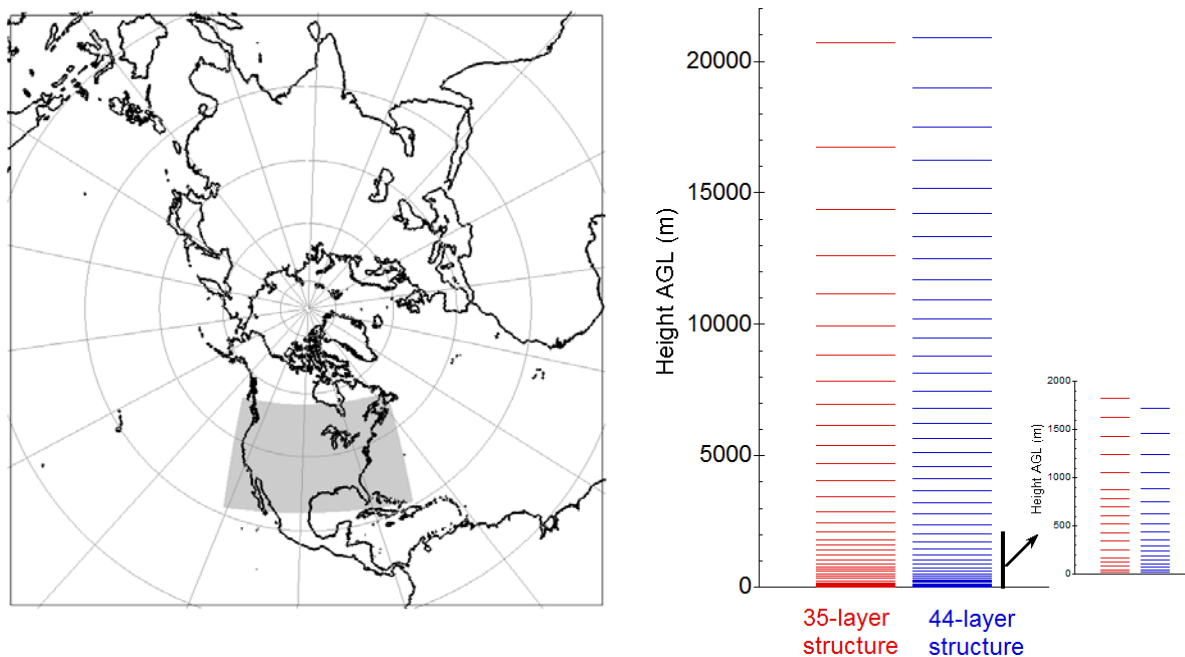 20000
15000
10000
5000
0
Height AGL (m)
35-layer
structure
44-layer
structure
2000
1500
1000
500
0
Height AGL (m)